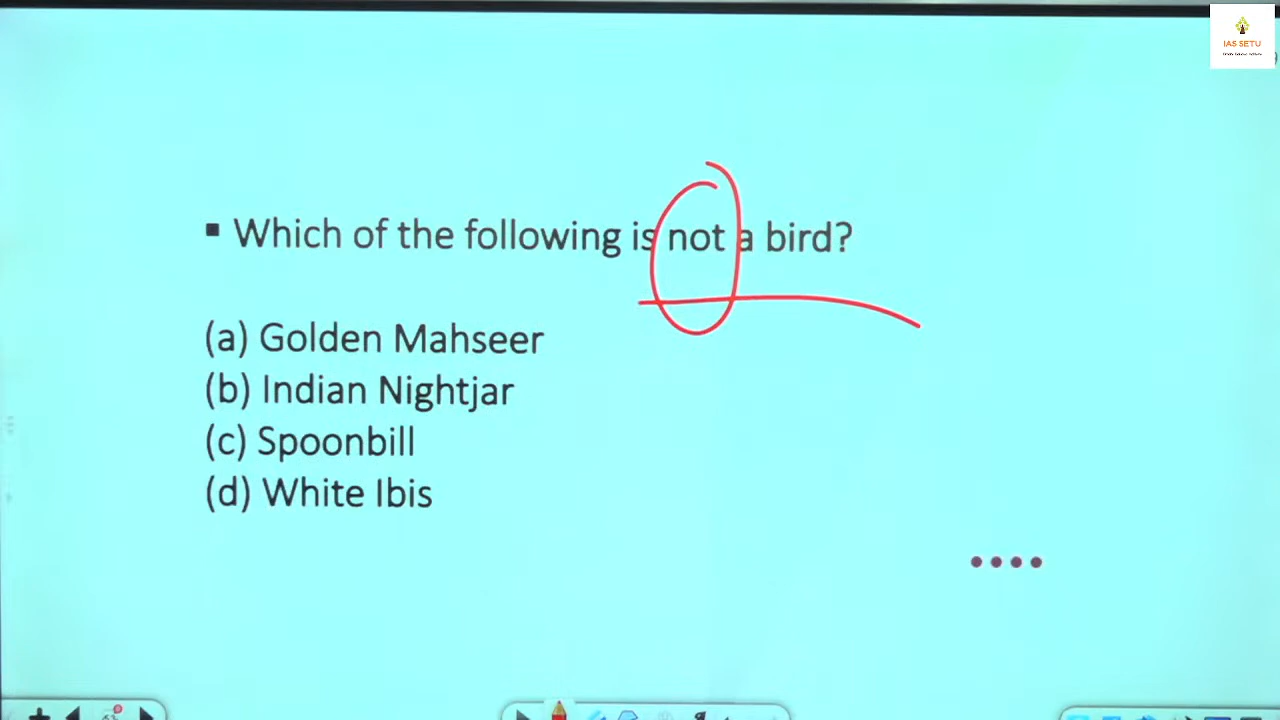 IAS SETU
▪ Which of the following is not a bird?
(a) Golden Mahseer
(b) Indian Nightjar
(c) Spoonbill
(d) White Ibis